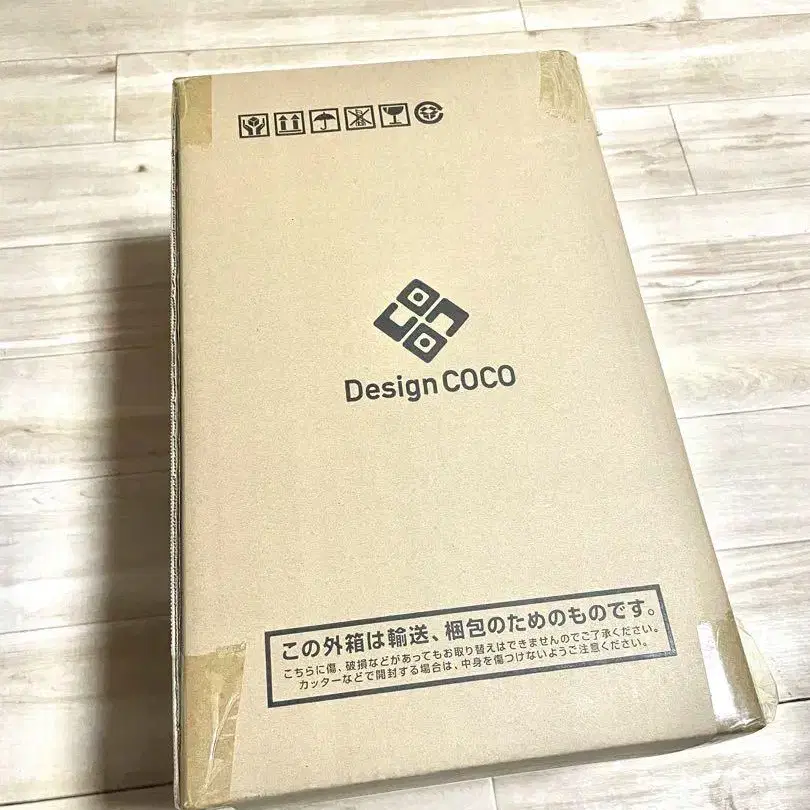 Design COCO
この外箱は輸送、梱包のためのものです。
こちらに傷、破損などがあってもお取り替えはできませんのでご了承ください。
カッターなどで開封する場合は、中身を傷つけないようご注意ください。